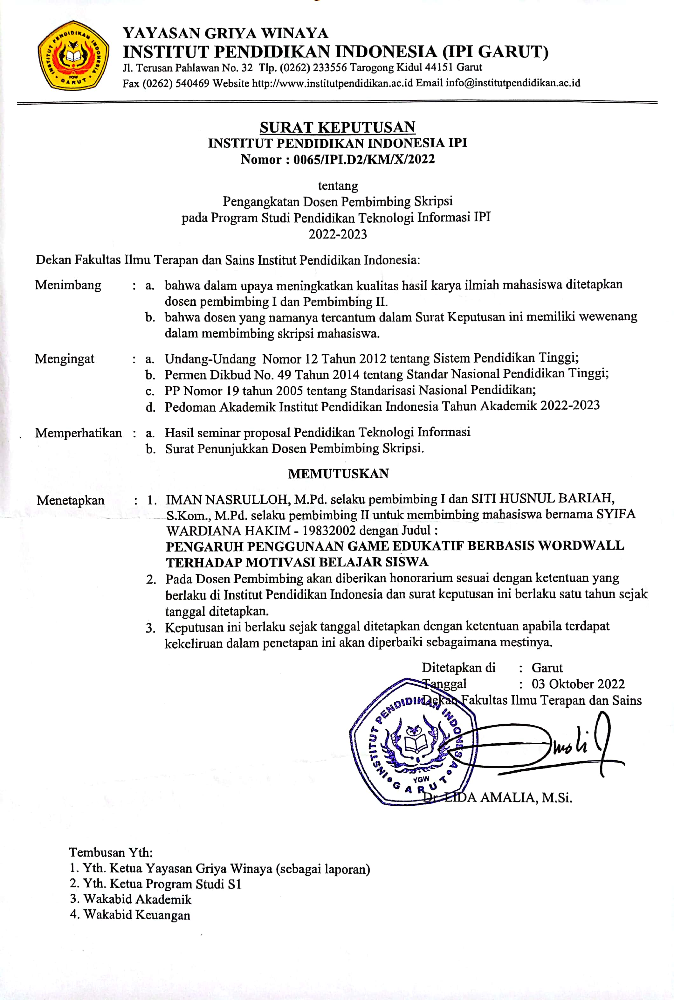 YAYASAN GRIYA WINAYA
INSTITUT PENDIDIKAN INDONESIA (IPI GARUT)
Jl. Terusan Pahlawan No. 32 Tlp. (0262) 233556 Tarogong Kidul 44151 Garut
Fax (0262) 540469 Website http://www.institutpendidikan.ac.id Email info@institutpendidikan.ac.id
INSTITUT PENDIDIKAN INDONESIA
YGW
GARUT
SURAT KEPUTUSAN
INSTITUT PENDIDIKAN INDONESIA IPI
Nomor : 0065/IPI.D2/KM/X/2022
tentang
Pengangkatan Dosen Pembimbing Skripsi
pada Program Studi Pendidikan Teknologi Informasi IPI
2022-2023
Dekan Fakultas Ilmu Terapan dan Sains Institut Pendidikan Indonesia:
Menimbang : a. bahwa dalam upaya meningkatkan kualitas hasil karya ilmiah mahasiswa ditetapkan
dosen pembimbing I dan Pembimbing II.
b. bahwa dosen yang namanya tercantum dalam Surat Keputusan ini memiliki wewenang
dalam membimbing skripsi mahasiswa.
Mengingat : a. Undang-Undang Nomor 12 Tahun 2012 tentang Sistem Pendidikan Tinggi;
b. Permen Dikbud No. 49 Tahun 2014 tentang Standar Nasional Pendidikan Tinggi;
c. PP Nomor 19 tahun 2005 tentang Standarisasi Nasional Pendidikan;
d. Pedoman Akademik Institut Pendidikan Indonesia Tahun Akademik 2022-2023
Memperhatikan : a. Hasil seminar proposal Pendidikan Teknologi Informasi
b. Surat Penunjukkan Dosen Pembimbing Skripsi.
MEMUTUSKAN
Menetapkan : 1. IMAN NASRULLOH, M.Pd. selaku pembimbing I dan SITI HUSNUL BARIAH,
S.Kom., M.Pd. selaku pembimbing II untuk membimbing mahasiswa bernama SYIFA
WARDIANA HAKIM - 19832002 dengan Judul :
PENGARUH PENGGUNAAN GAME EDUKATIF BERBASIS WORDWALL
TERHADAP MOTIVASI BELAJAR SISWA
2. Pada Dosen Pembimbing akan diberikan honorarium sesuai dengan ketentuan yang
berlaku di Institut Pendidikan Indonesia dan surat keputusan ini berlaku satu tahun sejak
tanggal ditetapkan.
3. Keputusan ini berlaku sejak tanggal ditetapkan dengan ketentuan apabila terdapat
kekeliruan dalam penetapan ini akan diperbaiki sebagaimana mestinya.
Ditetapkan di : Garut
Tanggal : 03 Oktober 2022
Dekan Fakultas Ilmu Terapan dan Sains
INSTITUT PENDIDIKAN INDONESIA
YGW
GARUT
Dr. LIDA AMALIA, M.Si.
Tembusan Yth:
1. Yth. Ketua Yayasan Griya Winaya (sebagai laporan)
2. Yth. Ketua Program Studi S1
3. Wakabid Akademik
4. Wakabid Keuangan